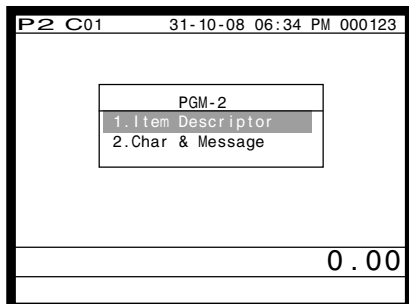 P2 C01 31-10-08 06:34 PM 000123
PGM-2
1.Item Descriptor
2.Char & Message
0.00